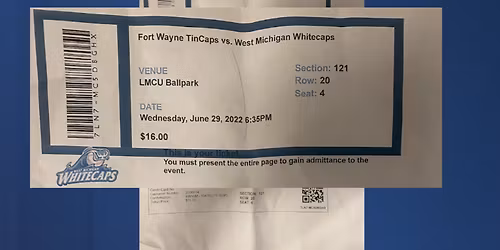 Fort Wayne TinCaps vs. West Michigan Whitecaps
VENUE
LMCU Ballpark
DATE
Wednesday, June 29, 2022 6:35PM
$16.00
Section: 121
Row: 20
Seat: 4
This is your ticket.
You must present the entire page to gain admittance to the
event.
WHITECAPS